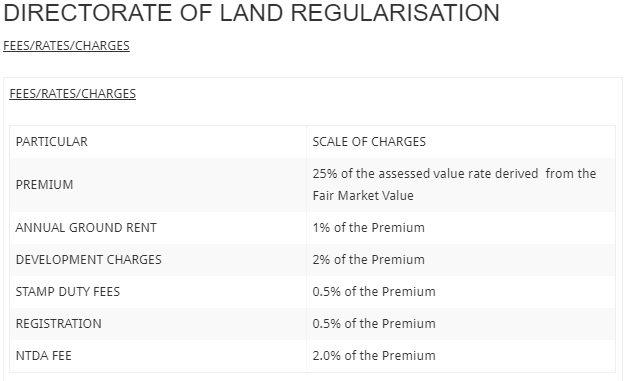 DIRECTORATE OF LAND REGULARISATION
FEES/RATES/CHARGES
FEES/RATES/CHARGES
PARTICULAR SCALE OF CHARGES
PREMIUM 25% of the assessed value rate derived from the
Fair Market Value
ANNUAL GROUND RENT 1% of the Premium
DEVELOPMENT CHARGES 2% of the Premium
STAMP DUTY FEES 0.5% of the Premium
REGISTRATION 0.5% of the Premium
NTDA FEE 2.0% of the Premium